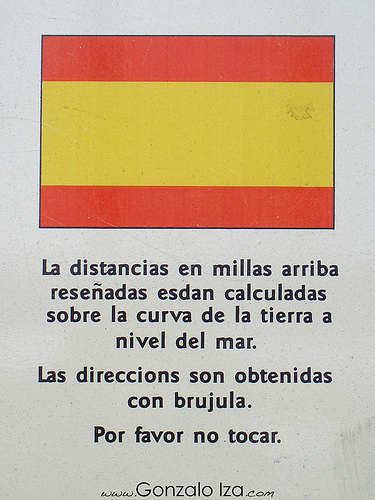 La distancias en millas arriba
reseñadas esdan calculadas
sobre la curva de la tierra a
nivel del mar.
Las direccions son obtenidas
con brujula.
Por favor no tocar.
www.Gonzalo Iza.com